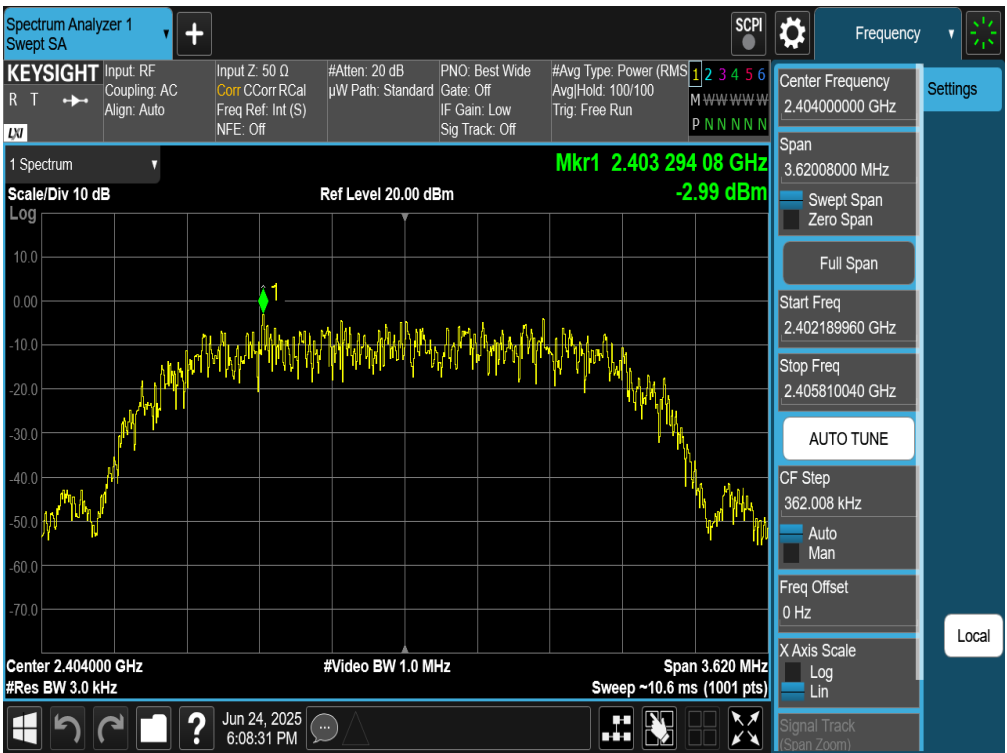 Spectrum Analyzer 1
Swept SA
+
SCPI
Frequency
KEYSIGHT
R T
LXI
Input: RF
Coupling: AC
Align: Auto
Input Z: 50 Ω
Corr CCorr RCal
Freq Ref: Int (S)
NFE: Off
#Atten: 20 dB
µW Path: Standard
PNO: Best Wide
Gate: Off
IF Gain: Low
Sig Track: Off
#Avg Type: Power (RMS
Avg|Hold: 100/100
Trig: Free Run
1 2 3 4 5 6
M W W W W W
P N N N N N
1 Spectrum
Mkr1 2.403 294 08 GHz
-2.99 dBm
Scale/Div 10 dB
Ref Level 20.00 dBm
Log
10.0
0.00
-10.0
-20.0
-30.0
-40.0
-50.0
-60.0
-70.0
1
Center 2.404000 GHz
#Video BW 1.0 MHz
Span 3.620 MHz
#Res BW 3.0 kHz
Sweep ~10.6 ms (1001 pts)
Center Frequency
2.404000000 GHz
Span
3.62008000 MHz
Swept Span
Zero Span
Full Span
Start Freq
2.402189960 GHz
Stop Freq
2.405810040 GHz
AUTO TUNE
CF Step
362.008 kHz
Auto
Man
Freq Offset
0 Hz
X Axis Scale
Log
Lin
Signal Track
(Span Zoom)
Settings
Local
?
Jun 24, 2025
6:08:31 PM